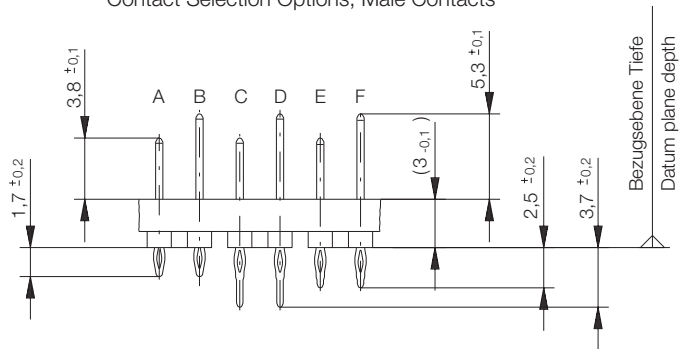 Contact Selection Options, Male Contacts
3,8 ±0,1
A B C D E F
5,3 ±0,1
(3 -0,1 )
1,7 ±0,2
2,5 ±0,2
3,7 ±0,2
Bezugsebene Tiefe
Datum plane depth